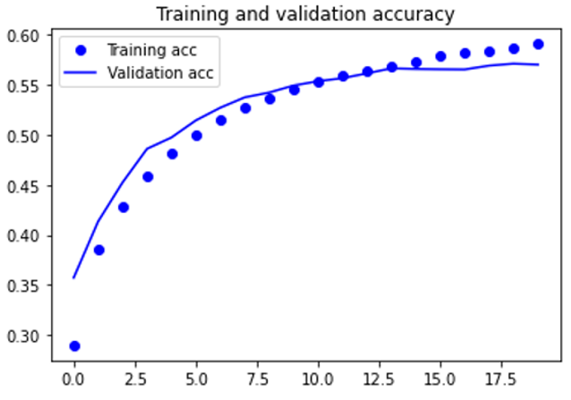 Training and validation accuracy
Training acc
Validation acc
0.60
0.55
0.50
0.45
0.40
0.35
0.30
0.0 2.5 5.0 7.5 10.0 12.5 15.0 17.5